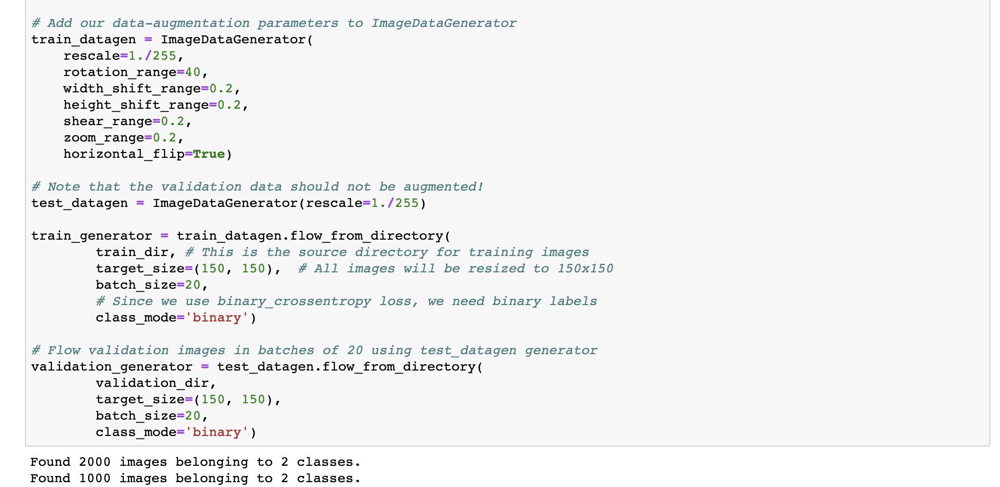 # Add our data-augmentation parameters to ImageDataGenerator
train_datagen = ImageDataGenerator(
    rescale=1./255,
    rotation_range=40,
    width_shift_range=0.2,
    height_shift_range=0.2,
    shear_range=0.2,
    zoom_range=0.2,
    horizontal_flip=True)

# Note that the validation data should not be augmented!
test_datagen = ImageDataGenerator(rescale=1./255)

train_generator = train_datagen.flow_from_directory(
        train_dir, # This is the source directory for training images
        target_size=(150, 150),  # All images will be resized to 150x150
        batch_size=20,
        # Since we use binary_crossentropy loss, we need binary labels
        class_mode='binary')

# Flow validation images in batches of 20 using test_datagen generator
validation_generator = test_datagen.flow_from_directory(
        validation_dir,
        target_size=(150, 150),
        batch_size=20,
        class_mode='binary')
Found 2000 images belonging to 2 classes.
Found 1000 images belonging to 2 classes.